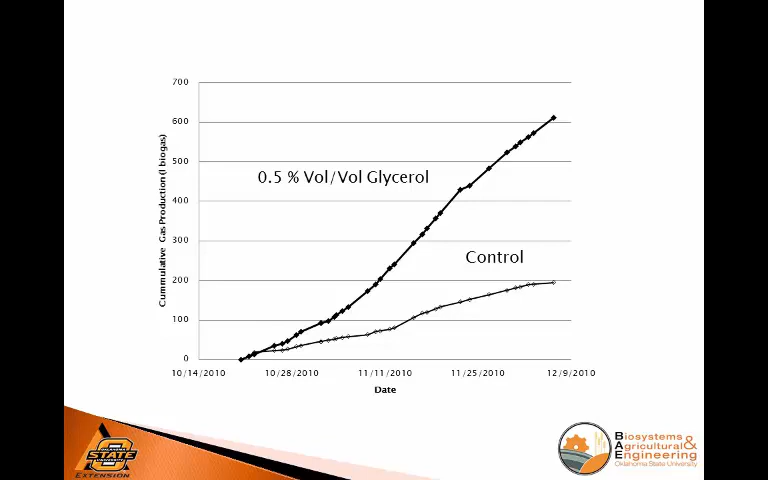 700
600
500
400
300
200
100
0
Cummulative Gas Production (l biogas)
0.5 % Vol/Vol Glycerol
Control
10/14/2010 10/28/2010 11/11/2010 11/25/2010 12/9/2010
Date
OKLAHOMA
STATE
UNIVERSITY
EXTENSION
Biosystems &
Agricultural
Engineering
Oklahoma State University